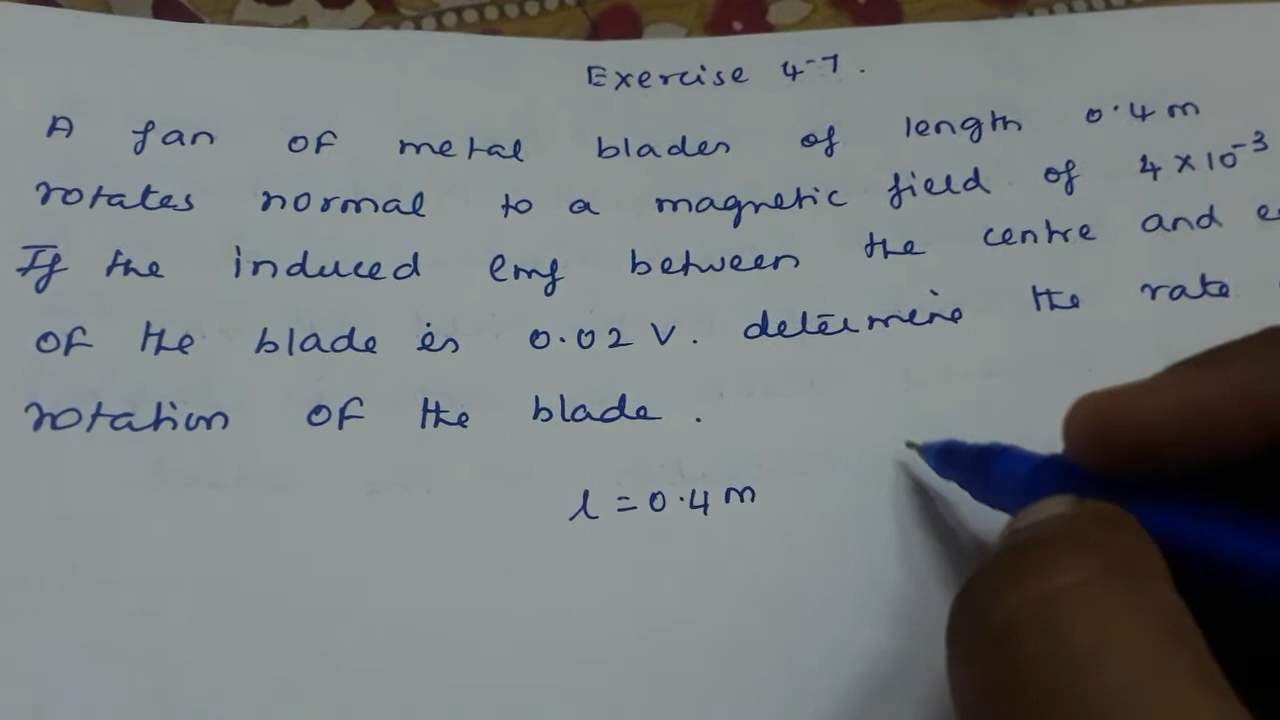 Exercise 4-7.
A fan of metal blades of length 0.4m
rotates normal to a magnetic field of 4 × 10⁻³
If the induced emf between the centre and
of the blade is 0.02 V. determine the rate
rotation of the blade.
l = 0.4 m